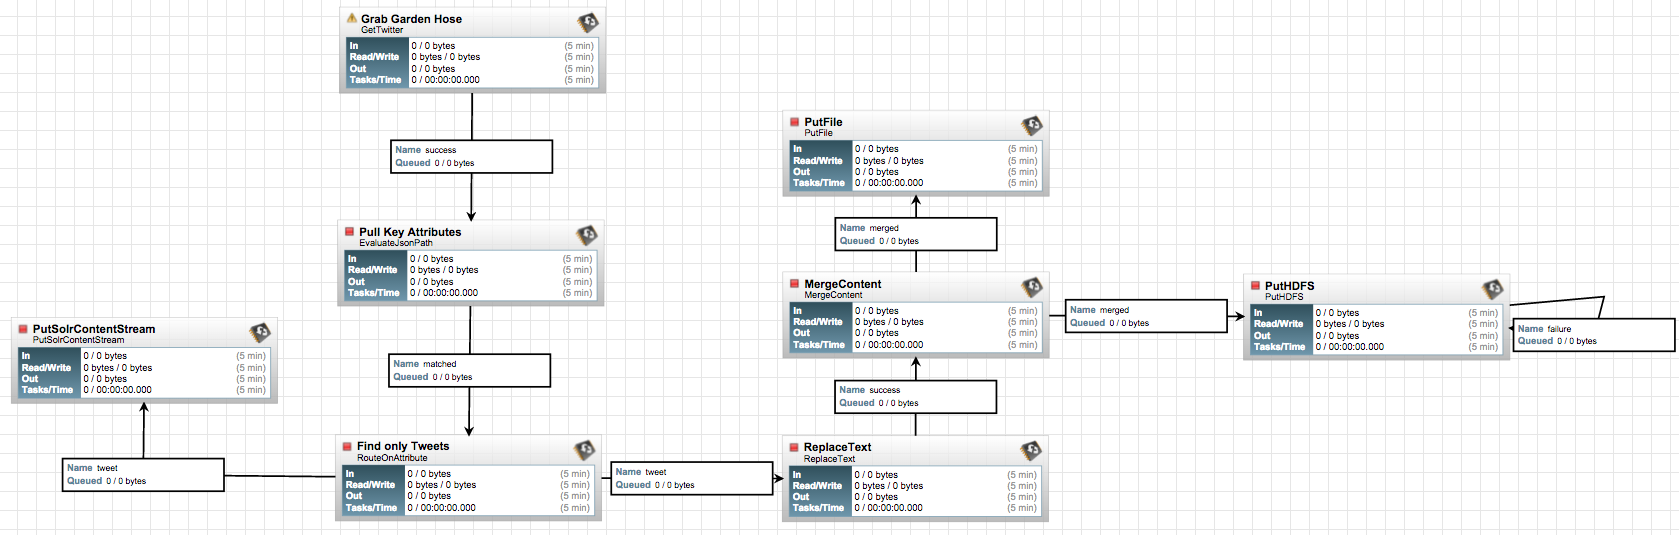 Grab Garden Hose
GetTwitter
In 0 / 0 bytes (5 min)
Read/Write 0 bytes / 0 bytes (5 min)
Out 0 / 0 bytes (5 min)
Tasks/Time 0 / 00:00:00.000 (5 min)
Name success
Queued 0 / 0 bytes
Pull Key Attributes
EvaluateJsonPath
In 0 / 0 bytes (5 min)
Read/Write 0 bytes / 0 bytes (5 min)
Out 0 / 0 bytes (5 min)
Tasks/Time 0 / 00:00:00.000 (5 min)
Name matched
Queued 0 / 0 bytes
Find only Tweets
RouteOnAttribute
In 0 / 0 bytes (5 min)
Read/Write 0 bytes / 0 bytes (5 min)
Out 0 / 0 bytes (5 min)
Tasks/Time 0 / 00:00:00.000 (5 min)
Name tweet
Queued 0 / 0 bytes
PutSolrContentStream
PutSolrContentStream
In 0 / 0 bytes (5 min)
Read/Write 0 bytes / 0 bytes (5 min)
Out 0 / 0 bytes (5 min)
Tasks/Time 0 / 00:00:00.000 (5 min)
Name tweet
Queued 0 / 0 bytes
ReplaceText
ReplaceText
In 0 / 0 bytes (5 min)
Read/Write 0 bytes / 0 bytes (5 min)
Out 0 / 0 bytes (5 min)
Tasks/Time 0 / 00:00:00.000 (5 min)
Name success
Queued 0 / 0 bytes
MergeContent
MergeContent
In 0 / 0 bytes (5 min)
Read/Write 0 bytes / 0 bytes (5 min)
Out 0 / 0 bytes (5 min)
Tasks/Time 0 / 00:00:00.000 (5 min)
Name merged
Queued 0 / 0 bytes
PutFile
PutFile
In 0 / 0 bytes (5 min)
Read/Write 0 bytes / 0 bytes (5 min)
Out 0 / 0 bytes (5 min)
Tasks/Time 0 / 00:00:00.000 (5 min)
Name merged
Queued 0 / 0 bytes
PutHDFS
PutHDFS
In 0 / 0 bytes (5 min)
Read/Write 0 bytes / 0 bytes (5 min)
Out 0 / 0 bytes (5 min)
Tasks/Time 0 / 00:00:00.000 (5 min)
Name failure
Queued 0 / 0 bytes